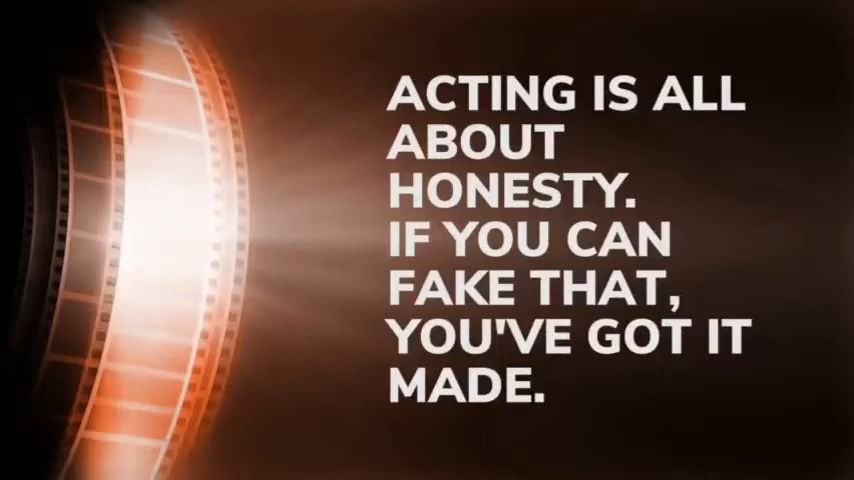 ACTING IS ALL
ABOUT
HONESTY.
IF YOU CAN
FAKE THAT,
YOU'VE GOT IT
MADE.